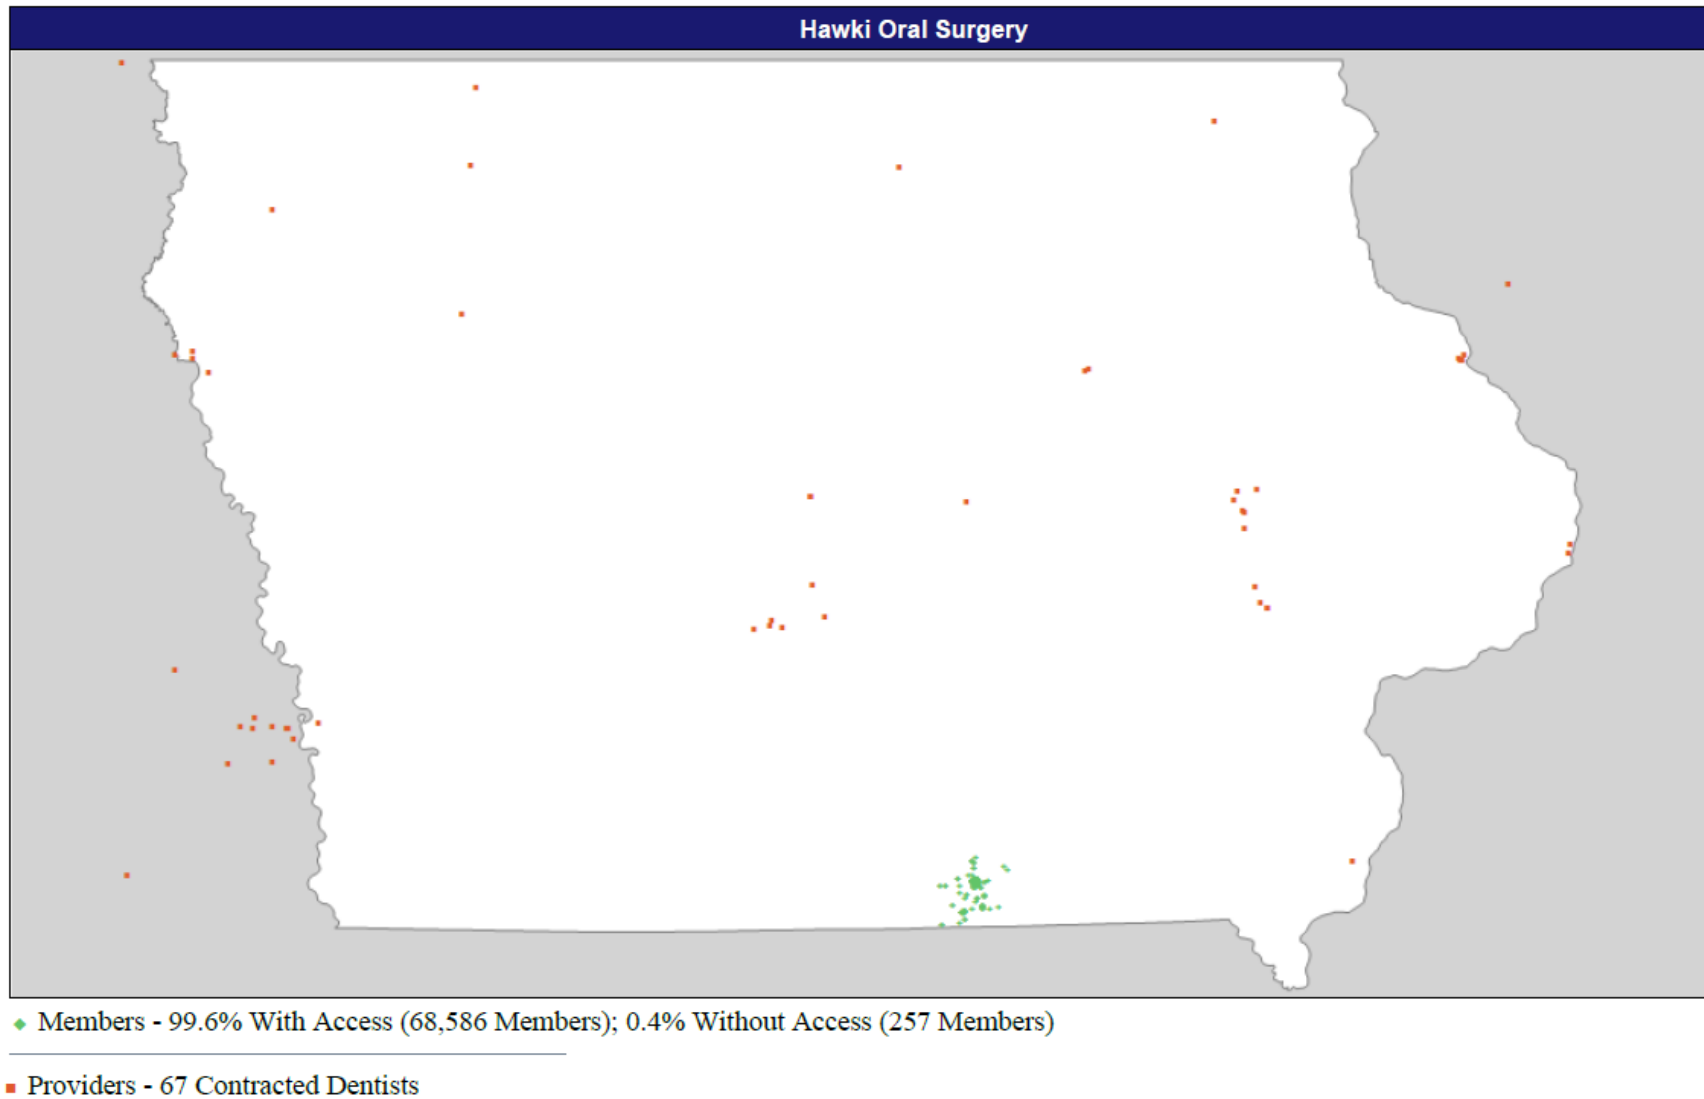 Hawki Oral Surgery
Members - 99.6% With Access (68,586 Members); 0.4% Without Access (257 Members)
Providers - 67 Contracted Dentists